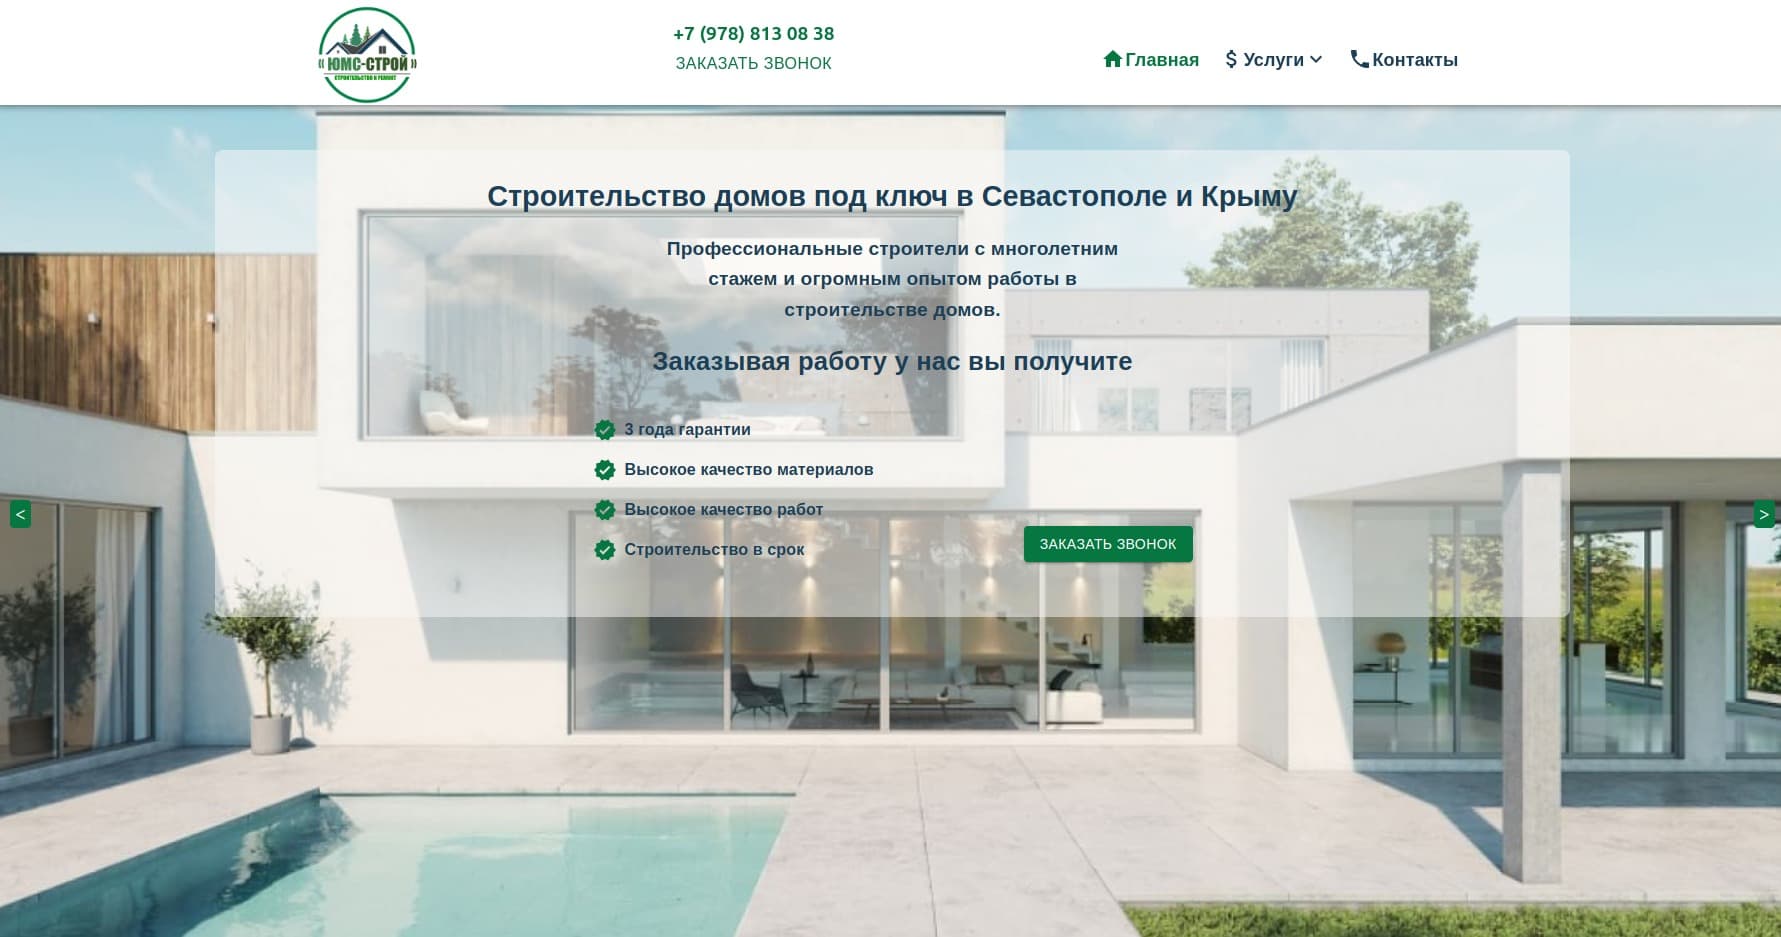 ЮМС-СТРОЙ
СТРОИТЕЛЬСТВО И РЕМОНТ
+7 (978) 813 08 38
ЗАКАЗАТЬ ЗВОНОК
Главная
Услуги
Контакты
Строительство домов под ключ в Севастополе и Крыму
Профессиональные строители с многолетним
стажем и огромным опытом работы в
строительстве домов.
Заказывая работу у нас вы получите
3 года гарантии
Высокое качество материалов
Высокое качество работ
Строительство в срок
ЗАКАЗАТЬ ЗВОНОК
<
>